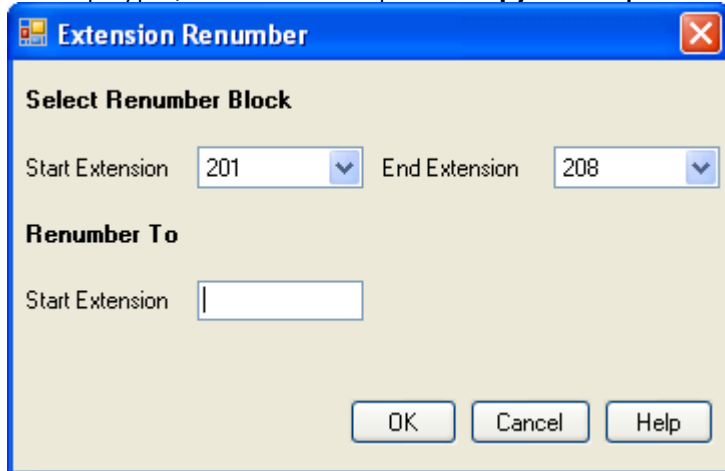 Extension Renumber
Select Renumber Block
Start Extension 201 End Extension 208
Renumber To
Start Extension
OK Cancel Help